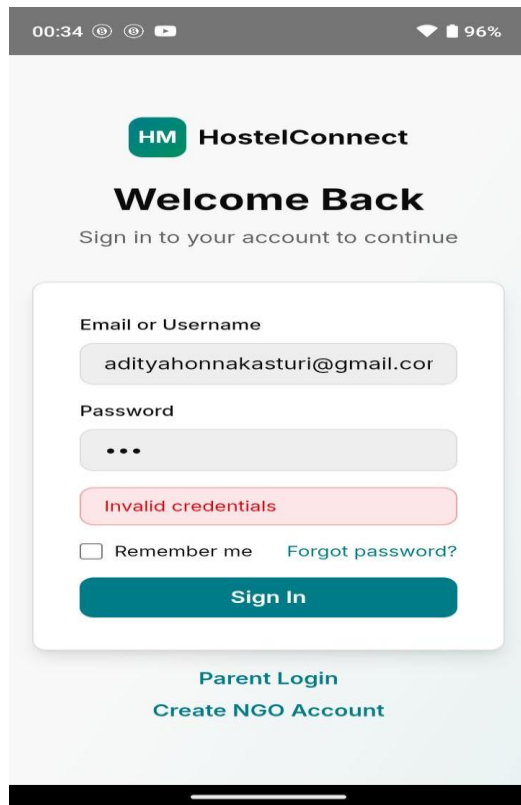 00:34 96%
HM HostelConnect
Welcome Back
Sign in to your account to continue
Email or Username
adityahonnakasturi@gmail.cor
Password
•••
Invalid credentials
Remember me Forgot password?
Sign In
Parent Login
Create NGO Account